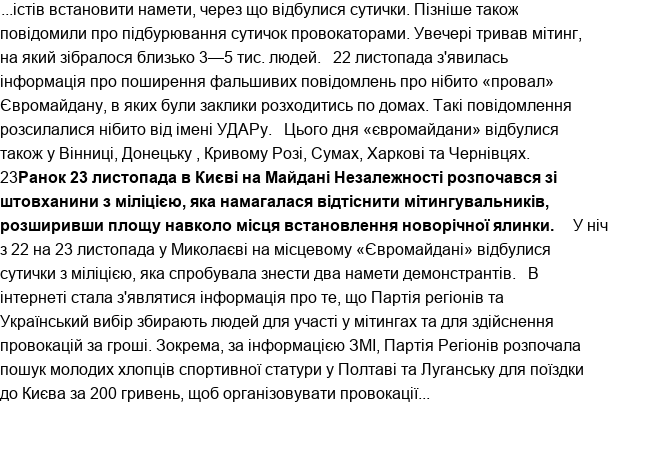 ...істів встановити намети, через що відбулися сутички. Пізніше також
повідомили про підбурювання сутичок провокаторами. Увечері тривав мітинг,
на який зібралося близько 3—5 тис. людей.   22 листопада з'явилась
інформація про поширення фальшивих повідомлень про нібито «провал»
Євромайдану, в яких були заклики розходитись по домах. Такі повідомлення
розсилалися нібито від імені УДАРу.   Цього дня «євромайдани» відбулися
також у Вінниці, Донецьку , Кривому Розі, Сумах, Харкові та Чернівцях.
23Ранок 23 листопада в Києві на Майдані Незалежності розпочався зі
штовханини з міліцією, яка намагалася відтіснити мітингувальників,
розширивши площу навколо місця встановлення новорічної ялинки.    У ніч
з 22 на 23 листопада у Миколаєві на місцевому «Євромайдані» відбулися
сутички з міліцією, яка спробувала знести два намети демонстрантів.   В
інтернеті стала з'являтися інформація про те, що Партія регіонів та
Український вибір збирають людей для участі у мітингах та для здійснення
провокацій за гроші. Зокрема, за інформацією ЗМІ, Партія Регіонів розпочала
пошук молодих хлопців спортивної статури у Полтаві та Луганську для поїздки
до Києва за 200 гривень, щоб організовувати провокації...